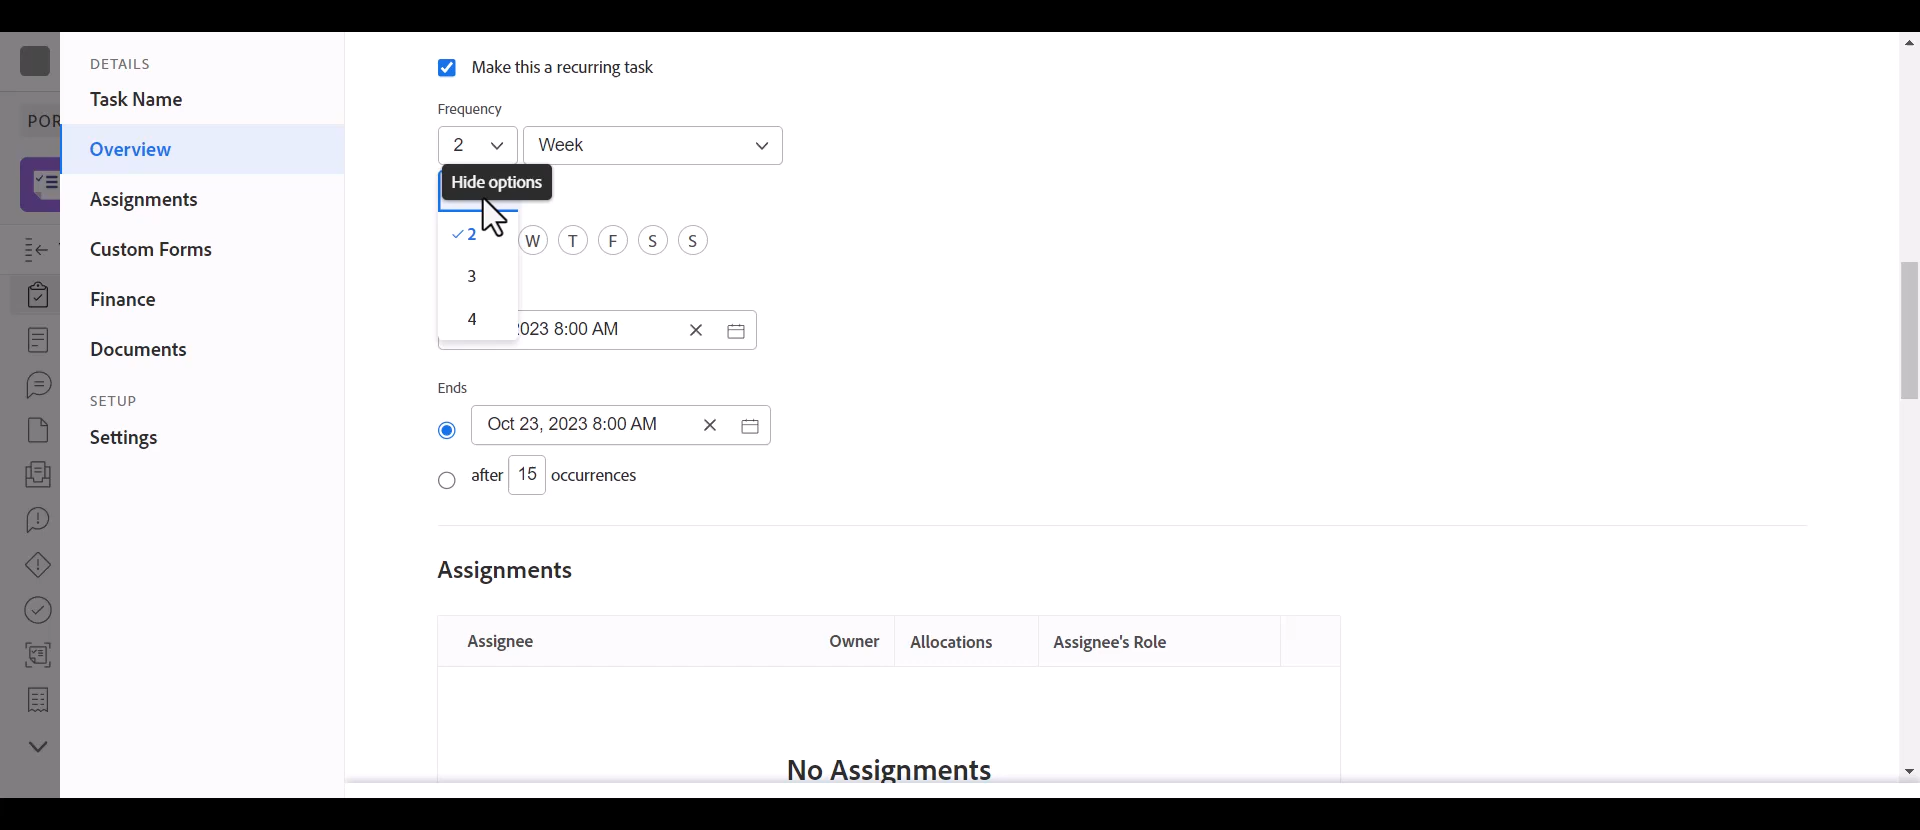 DETAILS
Task Name
Overview
Assignments
Custom Forms
Finance
Documents
SETUP
Settings
POR
Make this a recurring task
Frequency
2
Week
Hide options
2
3
4
W T F S S
2023 8:00 AM
Ends
Oct 23, 2023 8:00 AM
after 15 occurrences
Assignments
Assignee Owner Allocations Assignee's Role
No Assignments